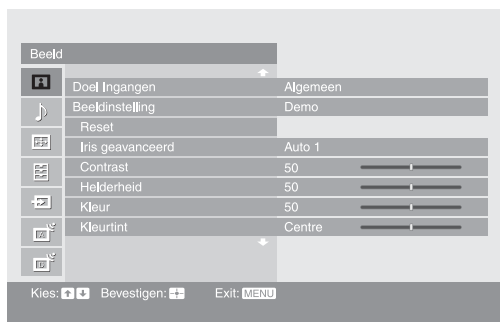 Beeld
Doel Ingangen Algemeen
Beeldinstelling Demo
Reset
Iris geavanceerd Auto 1
Contrast 50
Helderheid 50
Kleur 50
Kleurtint Centre
Kies: Bevestigen: Exit: MENU